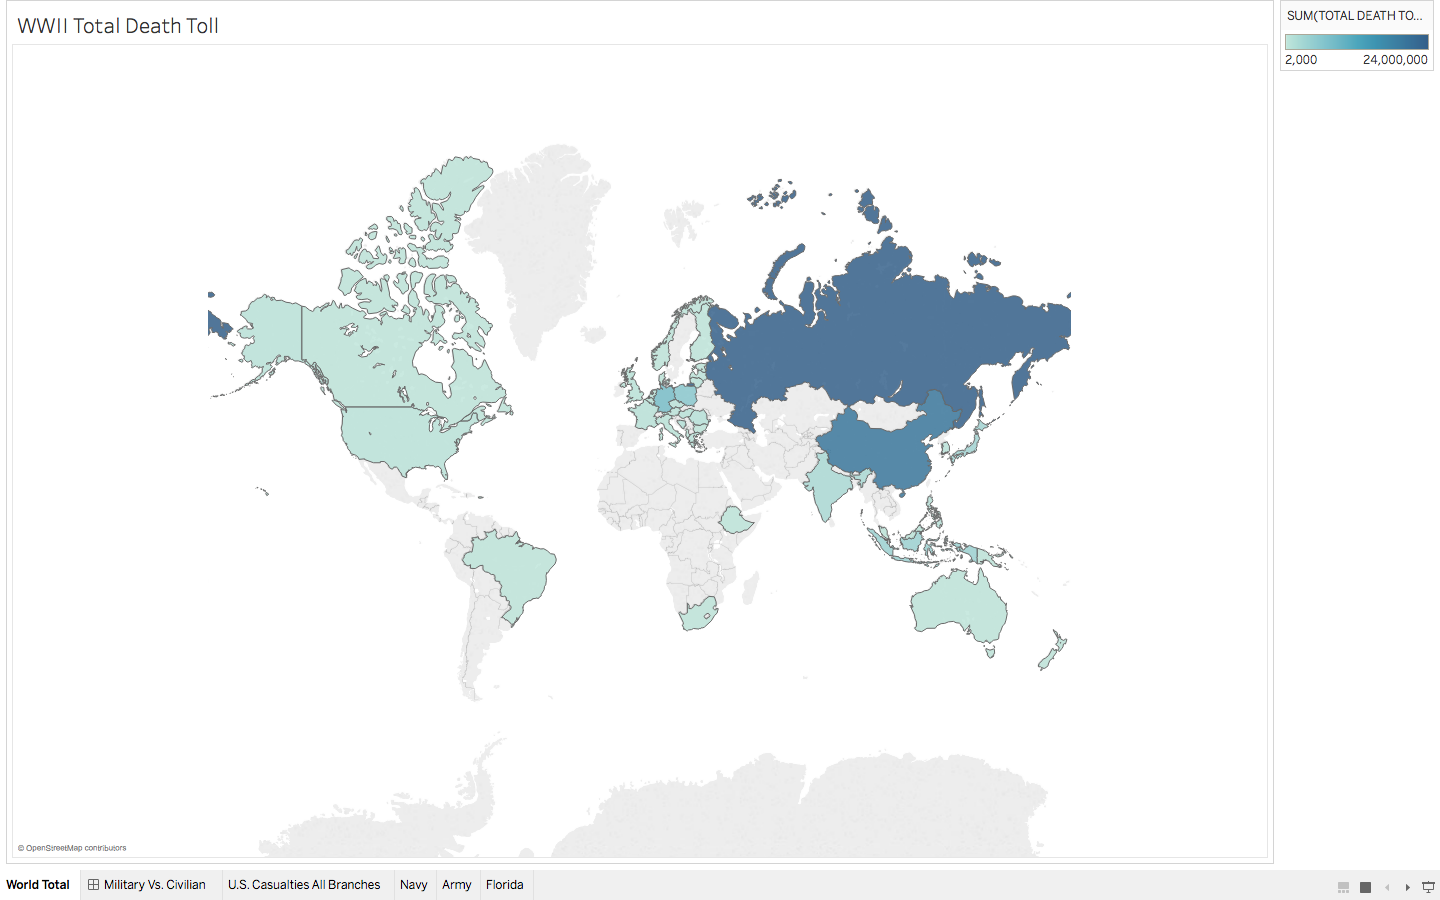 WWII Total Death Toll
SUM(TOTAL DEATH TO...
2,000 24,000,000
© OpenStreetMap contributors
World Total Military Vs. Civilian U.S. Casualties All Branches Navy Army Florida